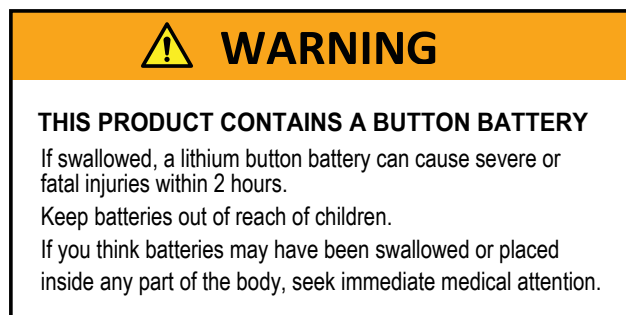 WARNING
THIS PRODUCT CONTAINS A BUTTON BATTERY
If swallowed, a lithium button battery can cause severe or
fatal injuries within 2 hours.
Keep batteries out of reach of children.
If you think batteries may have been swallowed or placed
inside any part of the body, seek immediate medical attention.